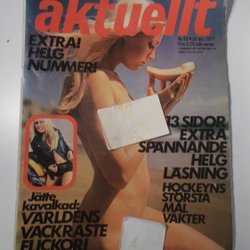 aktuellt
EXTRA!
HELG
NUMMER!
13 SIDOR
EXTRA
SPÄNNANDE
HELG
LÄSNING
HOCKEYNS
STÖRSTA
MÅL
VAKTER
Jätte
kavalkad:
VÄRLDENS
VACKRASTE
FLICKOR!